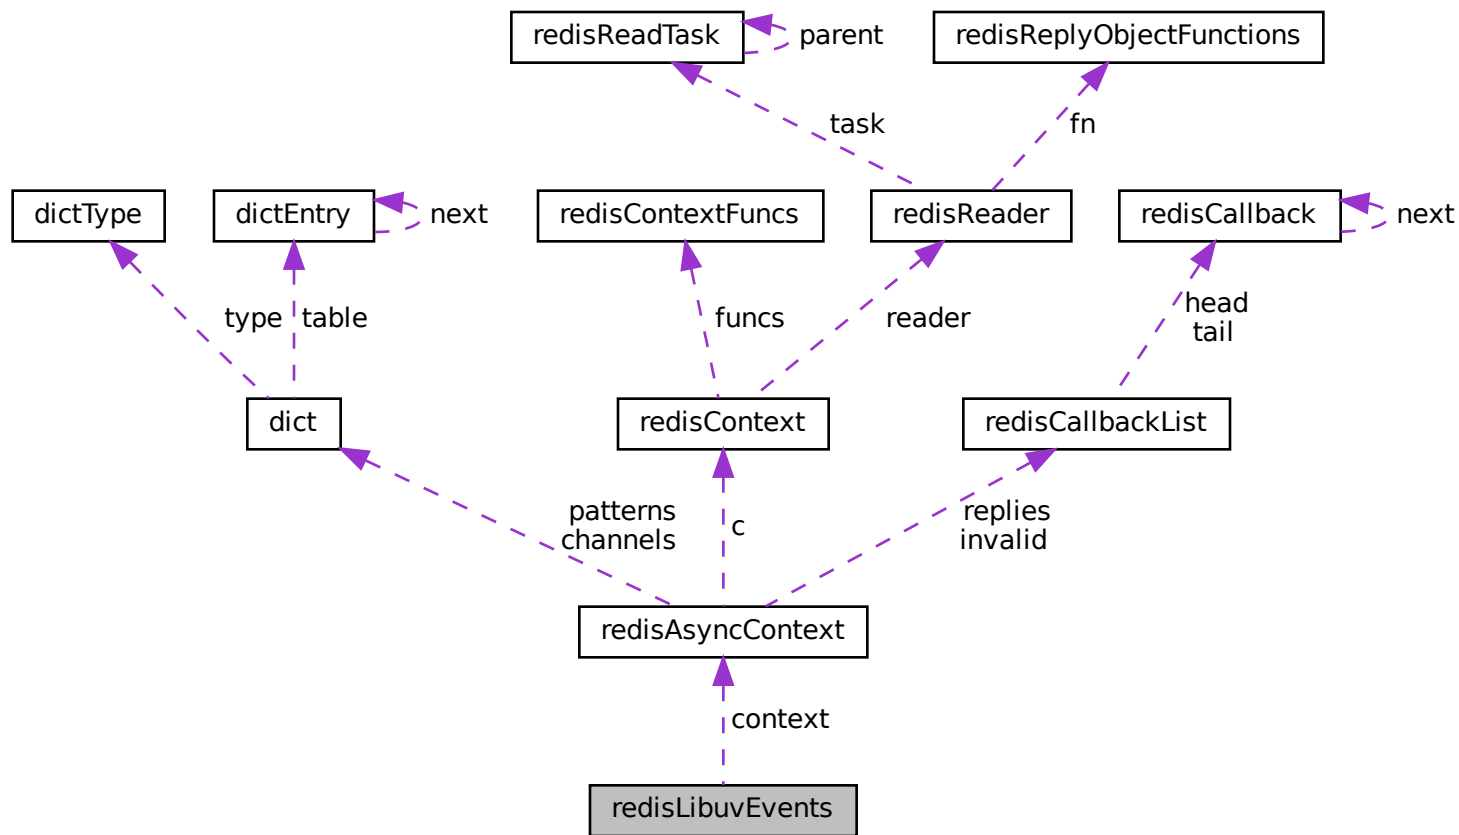 redisReadTask
parent
redisReplyObjectFunctions
task
fn
dictType
dictEntry
next
redisContextFuncs
redisReader
redisCallback
next
type
table
funcs
reader
head
tail
dict
redisContext
redisCallbackList
patterns
channels
c
replies
invalid
redisAsyncContext
context
redisLibuvEvents